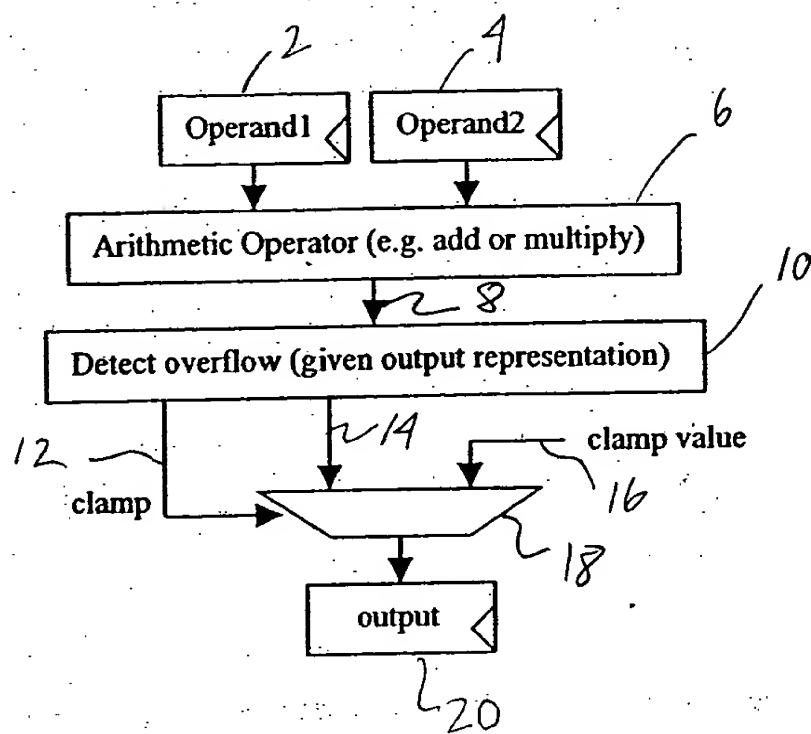 2
4
Operand1
Operand2
6
Arithmetic Operator (e.g. add or multiply)
10
8
Detect overflow (given output representation)
12
14
clamp value
16
clamp
18
output
20